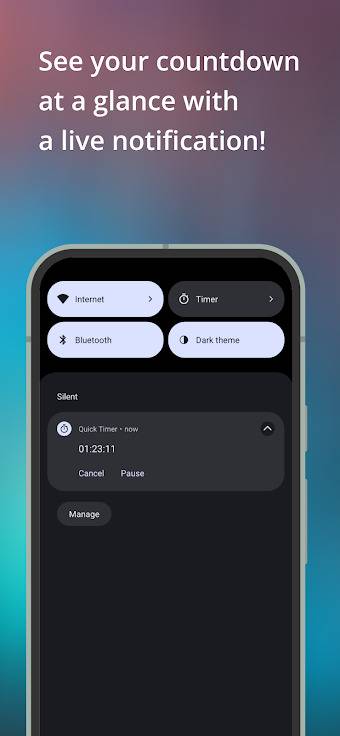 See your countdown
at a glance with
a live notification!
Internet
Timer
Bluetooth
Dark theme
Silent
Quick Timer • now
01:23:11
Cancel Pause
Manage